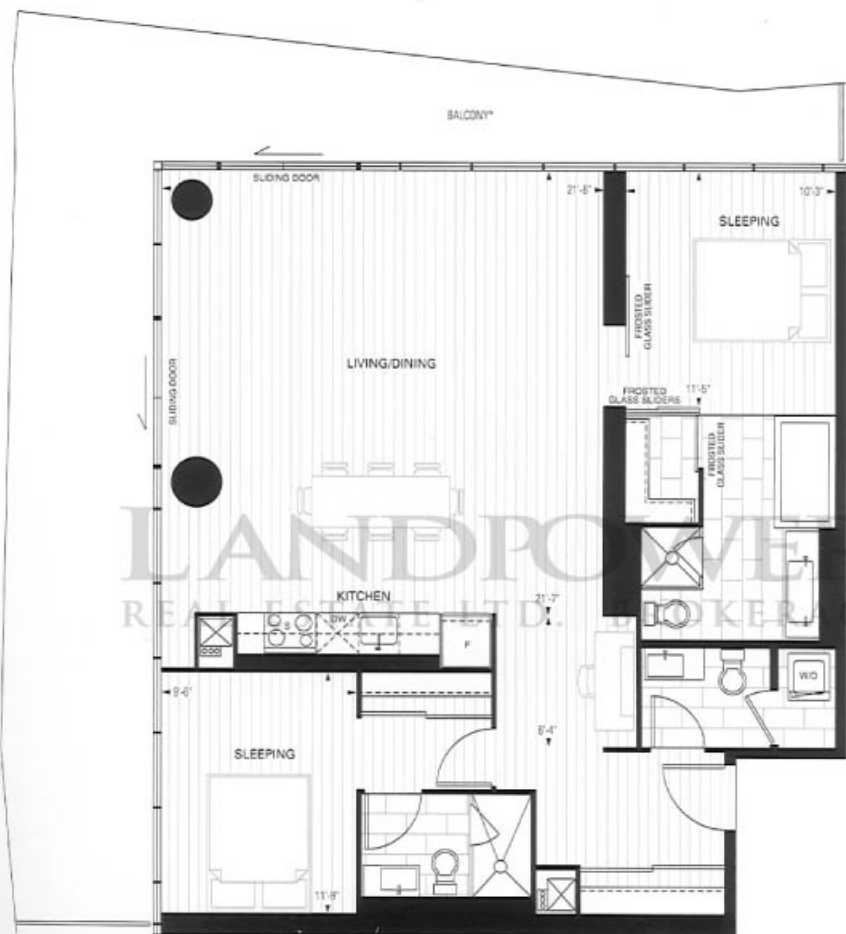 BALCONY*
SLIDING DOOR
21'-6"
10'-3"
SLEEPING
FROSTED
GLASS SLIDER
SLIDING DOOR
LIVING/DINING
FROSTED
GLASS SLIDERS
11'-5"
FROSTED
GLASS SLIDER
LANDPOWER
REAL ESTATE LTD. BROKERAG
KITCHEN
21'-7"
S
DW
F
W/D
9'-6"
8'-4"
SLEEPING
11'-9"